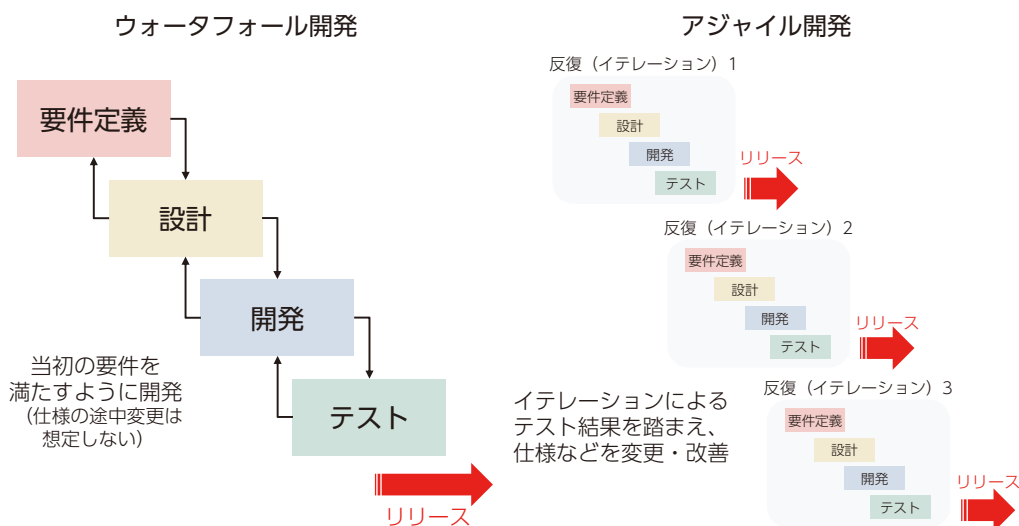 ウォータフォール開発
要件定義
設計
開発
テスト
当初の要件を
満たすように開発
（仕様の途中変更は
想定しない）
リリース
アジャイル開発
反復（イテレーション）1
要件定義
設計
開発
テスト
リリース
反復（イテレーション）2
要件定義
設計
開発
テスト
リリース
イテレーションによる
テスト結果を踏まえ、
仕様などを変更・改善
反復（イテレーション）3
要件定義
設計
開発
テスト
リリース